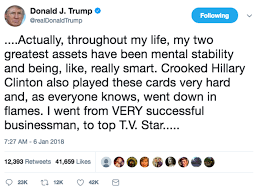 Donald J. Trump
@realDonaldTrump
Following
....Actually, throughout my life, my two
greatest assets have been mental stability
and being, like, really smart. Crooked Hillary
Clinton also played these cards very hard
and, as everyone knows, went down in
flames. I went from VERY successful
businessman, to top T.V. Star.....
7:27 AM - 6 Jan 2018
12,393 Retweets 41,659 Likes
23K 12K 42K